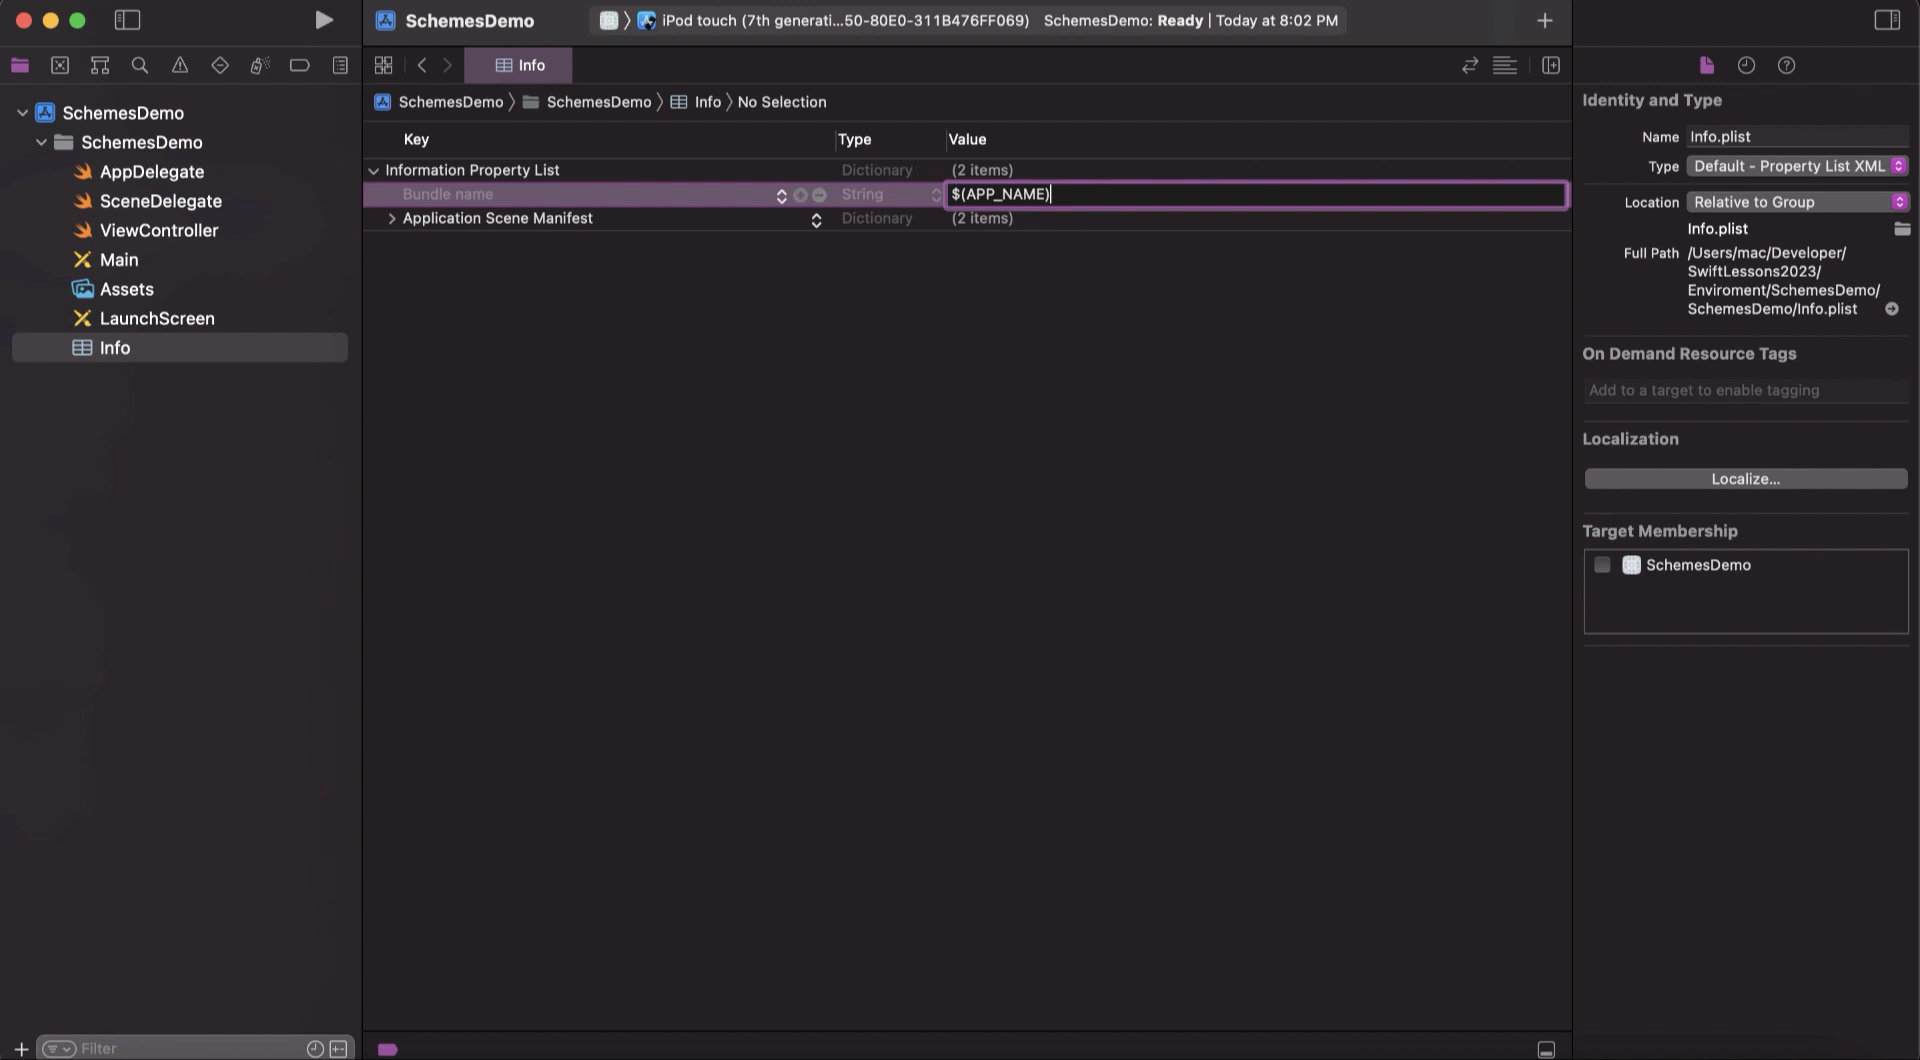 SchemesDemo
iPod touch (7th generati...50-80E0-311B476FF069) SchemesDemo: Ready | Today at 8:02 PM
Info
SchemesDemo
SchemesDemo
AppDelegate
SceneDelegate
ViewController
Main
Assets
LaunchScreen
Info
Filter
SchemesDemo 〉 SchemesDemo 〉 Info 〉 No Selection
Key Type Value
Information Property List Dictionary (2 items)
Bundle name String $(APP_NAME)
Application Scene Manifest Dictionary (2 items)
Identity and Type
Name Info.plist
Type Default - Property List XML
Location Relative to Group
Info.plist
Full Path /Users/mac/Developer/
SwiftLessons2023/
Enviroment/SchemesDemo/
SchemesDemo/Info.plist
On Demand Resource Tags
Add to a target to enable tagging
Localization
Localize...
Target Membership
SchemesDemo